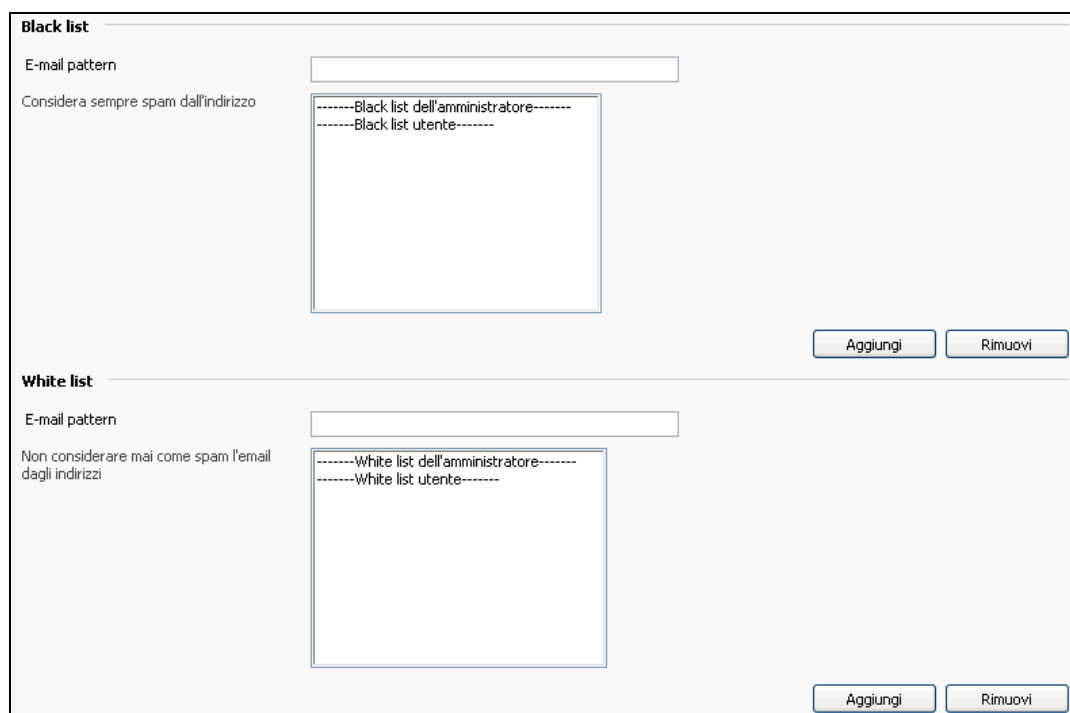 Black list
E-mail pattern
Considera sempre spam dall'indirizzo
-------Black list dell'amministratore-------
-------Black list utente-------
Aggiungi Rimuovi
White list
E-mail pattern
Non considerare mai come spam l'email
dagli indirizzi
-------White list dell'amministratore-------
-------White list utente-------
Aggiungi Rimuovi